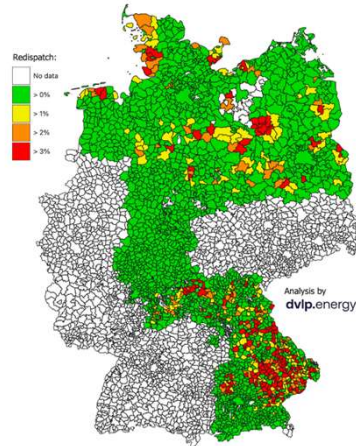 Redispatch:
No data
> 0%
> 1%
> 2%
> 3%
Analysis by
dvlp.energy